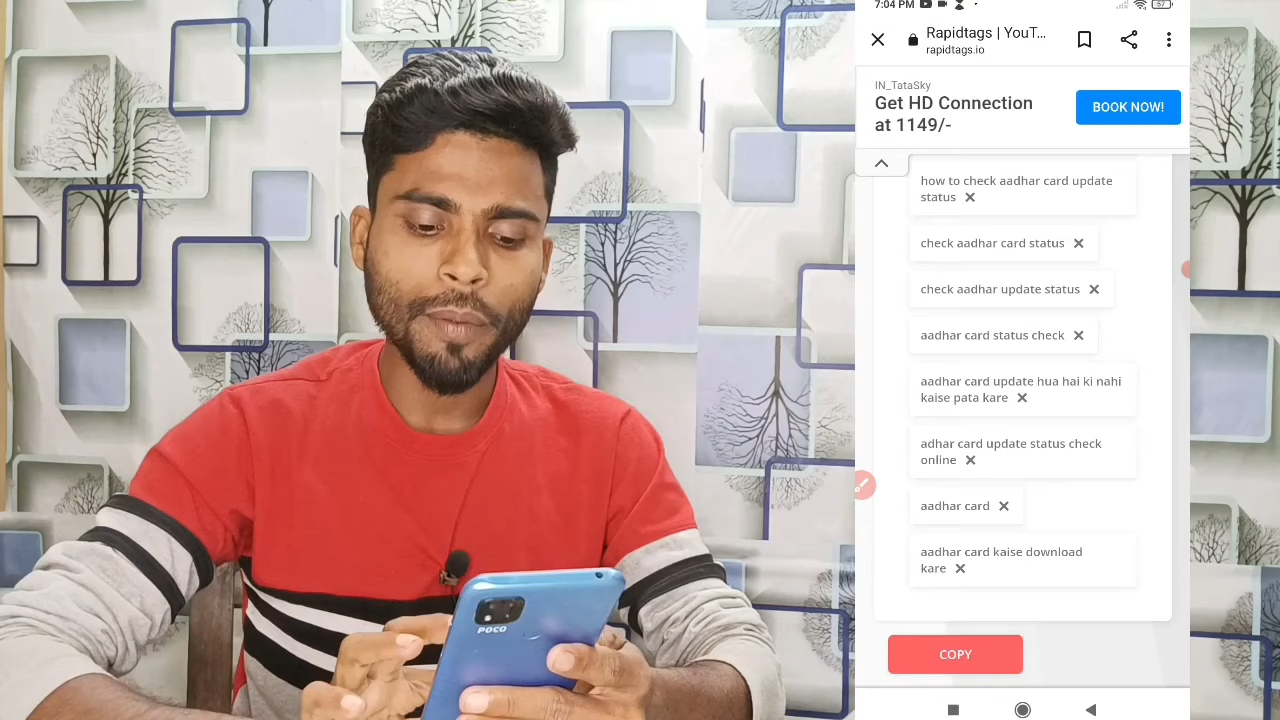 7:04 PM
57
Rapidtags | YouT...
rapidtags.io
IN_TataSky
Get HD Connection
at 1149/-
BOOK NOW!
how to check aadhar card update
status ✕
check aadhar card status ✕
check aadhar update status ✕
aadhar card status check ✕
aadhar card update hua hai ki nahi
kaise pata kare ✕
adhar card update status check
online ✕
aadhar card ✕
aadhar card kaise download
kare ✕
COPY
POCO